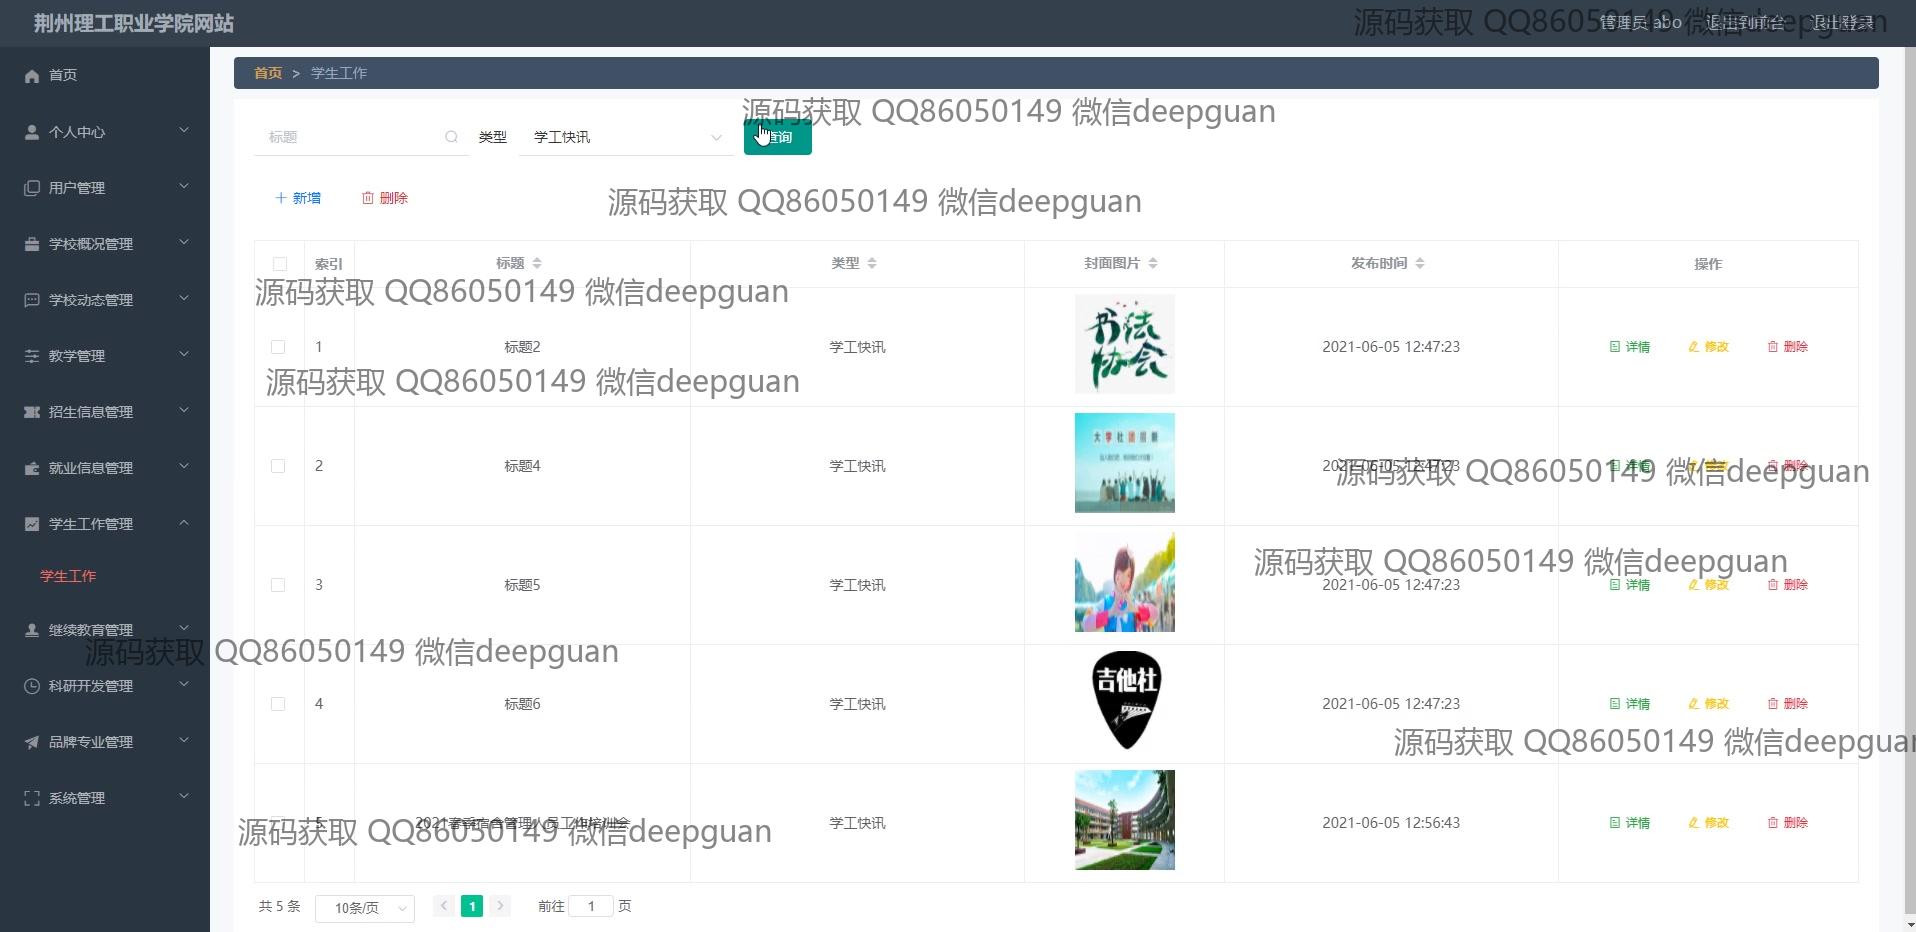 荆州理工职业学院网站
管理员 abo 退出到前台 退出登录
源码获取 QQ86050149 微信deepguan
首页
个人中心
用户管理
学校概况管理
学校动态管理
教学管理
招生信息管理
就业信息管理
学生工作管理
学生工作
继续教育管理
科研开发管理
品牌专业管理
系统管理
首页 > 学生工作
源码获取 QQ86050149 微信deepguan
标题 类型 学工快讯 查询
新增 删除
源码获取 QQ86050149 微信deepguan
索引 标题 类型 封面图片 发布时间 操作
源码获取 QQ86050149 微信deepguan
书法协会
1 标题2 学工快讯 2021-06-05 12:47:23 详情 修改 删除
源码获取 QQ86050149 微信deepguan
大学社团招新
2 标题4 学工快讯 2021-06-05 12:47:23 详情 修改 删除
源码获取 QQ86050149 微信deepguan
源码获取 QQ86050149 微信deepguan
3 标题5 学工快讯 2021-06-05 12:47:23 详情 修改 删除
源码获取 QQ86050149 微信deepguan
吉他社
4 标题6 学工快讯 2021-06-05 12:47:23 详情 修改 删除
源码获取 QQ86050149 微信deepguan
5 2021春季宿舍管理人员工作培训会 学工快讯 2021-06-05 12:56:43 详情 修改 删除
源码获取 QQ86050149 微信deepguan
共 5 条 10条/页 1 前往 1 页